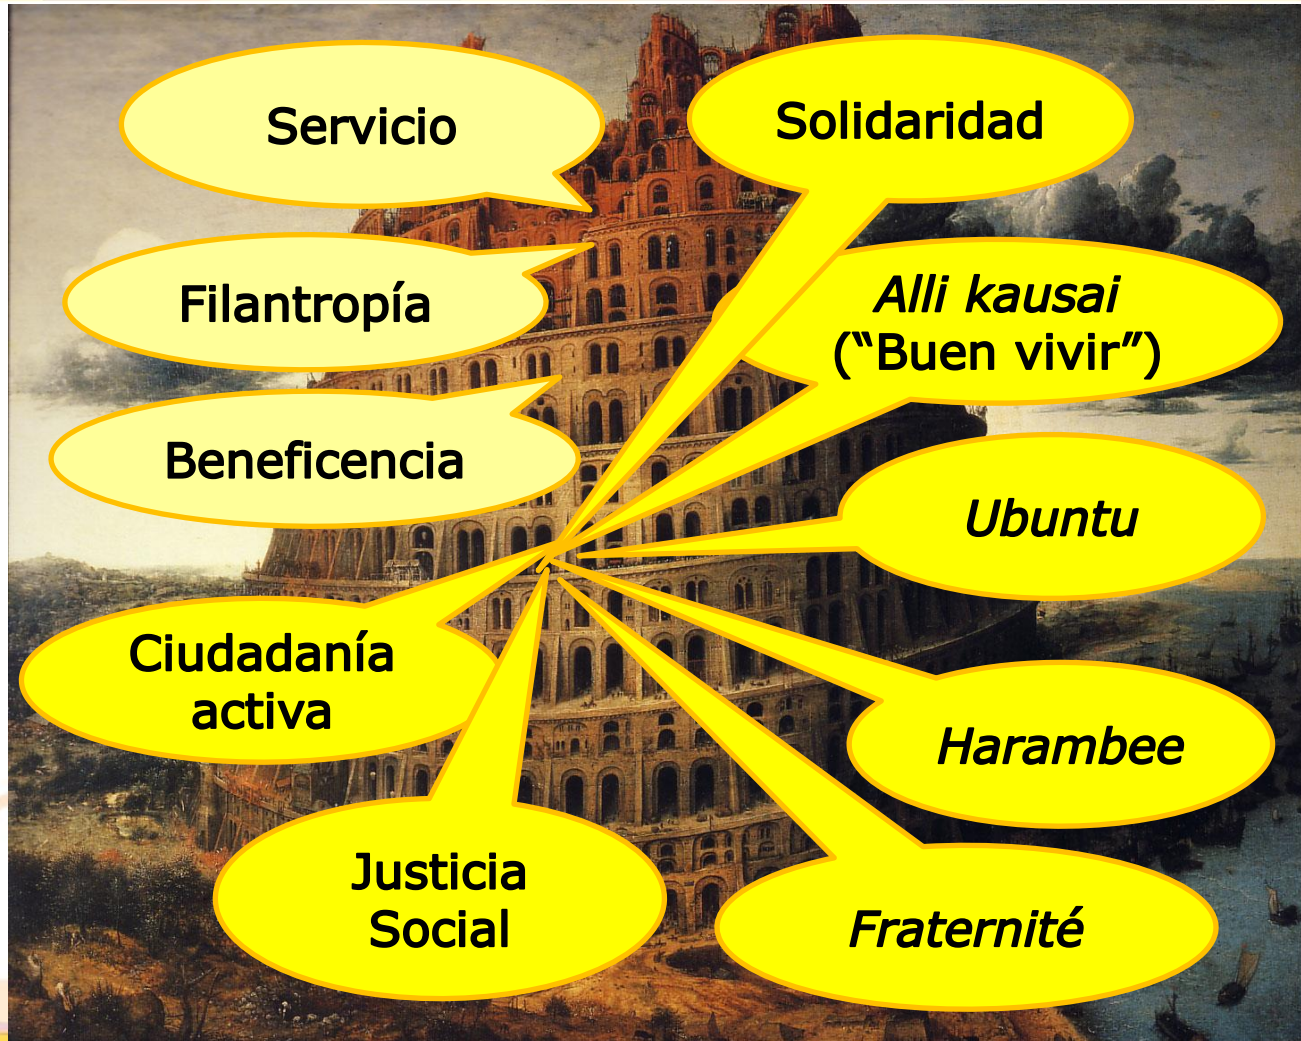 Servicio
Solidaridad
Filantropía
Alli kausai
(“Buen vivir”)
Beneficencia
Ubuntu
Ciudadanía
activa
Harambee
Justicia
Social
Fraternité